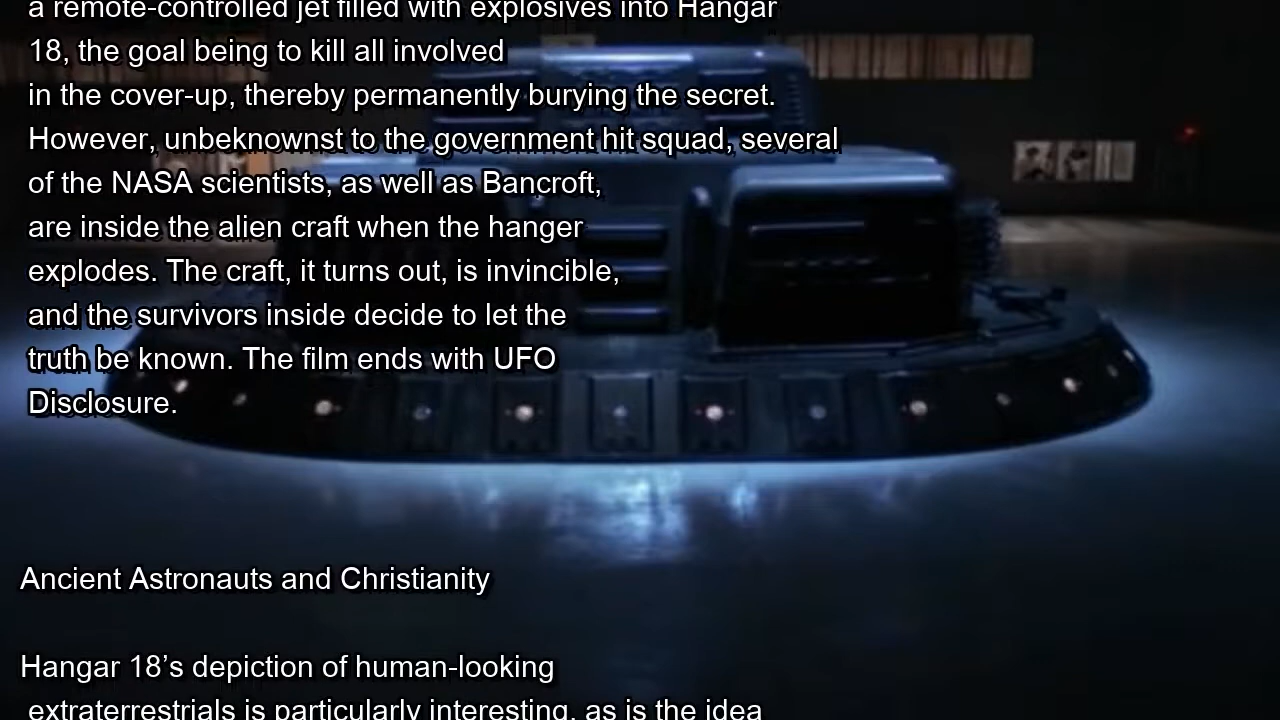 a remote-controlled jet filled with explosives into Hangar
18, the goal being to kill all involved
in the cover-up, thereby permanently burying the secret.
However, unbeknownst to the government hit squad, several
of the NASA scientists, as well as Bancroft,
are inside the alien craft when the hanger
explodes. The craft, it turns out, is invincible,
and the survivors inside decide to let the
truth be known. The film ends with UFO
Disclosure.
Ancient Astronauts and Christianity
Hangar 18’s depiction of human-looking
extraterrestrials is particularly interesting, as is the idea